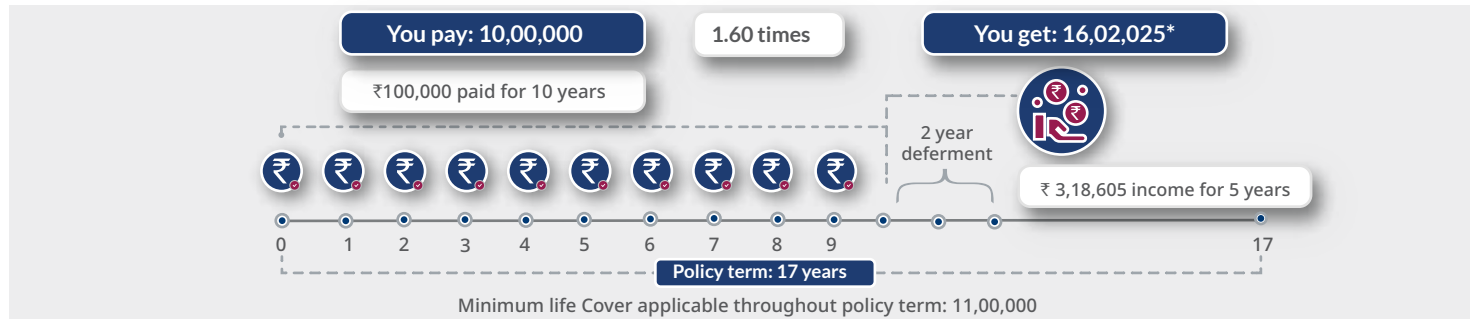 You pay: 10,00,000
1.60 times
You get: 16,02,025*
₹100,000 paid for 10 years
2 year
deferment
₹ 3,18,605 income for 5 years
0 1 2 3 4 5 6 7 8 9 17
Policy term: 17 years
Minimum life Cover applicable throughout policy term: 11,00,000